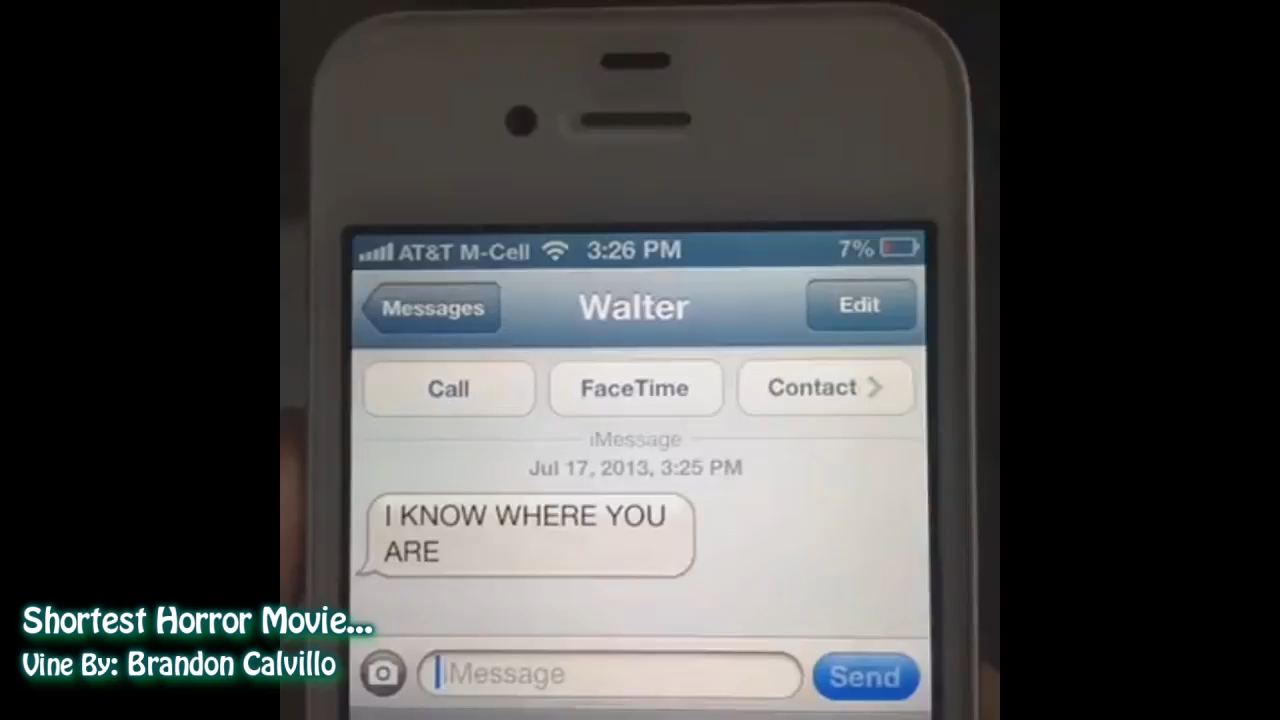 AT&T M-Cell 3:26 PM 7%
Messages Walter Edit
Call FaceTime Contact
iMessage
Jul 17, 2013, 3:25 PM
I KNOW WHERE YOU
ARE
iMessage Send
Shortest Horror Movie...
Vine By: Brandon Calvillo